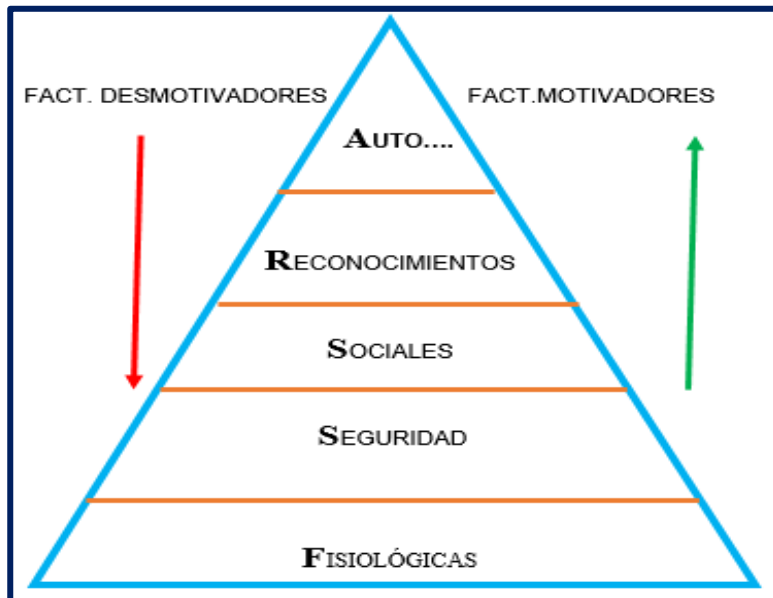 FACT. DESMOTIVADORES
FACT.MOTIVADORES
AUTO....
RECONOCIMIENTOS
SOCIALES
SEGURIDAD
FISIOLÓGICAS